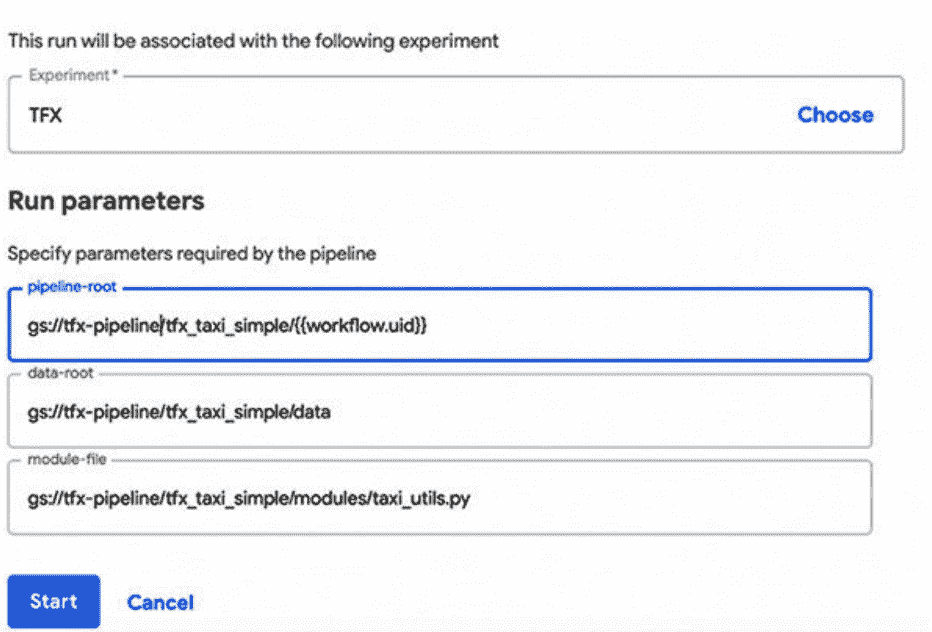 This run will be associated with the following experiment
Experiment*
TFX
Choose
Run parameters
Specify parameters required by the pipeline
pipeline-root
gs://tfx-pipeline/tfx_taxi_simple/{{workflow.uid}}
data-root
gs://tfx-pipeline/tfx_taxi_simple/data
module-file
gs://tfx-pipeline/tfx_taxi_simple/modules/taxi_utils.py
Start
Cancel